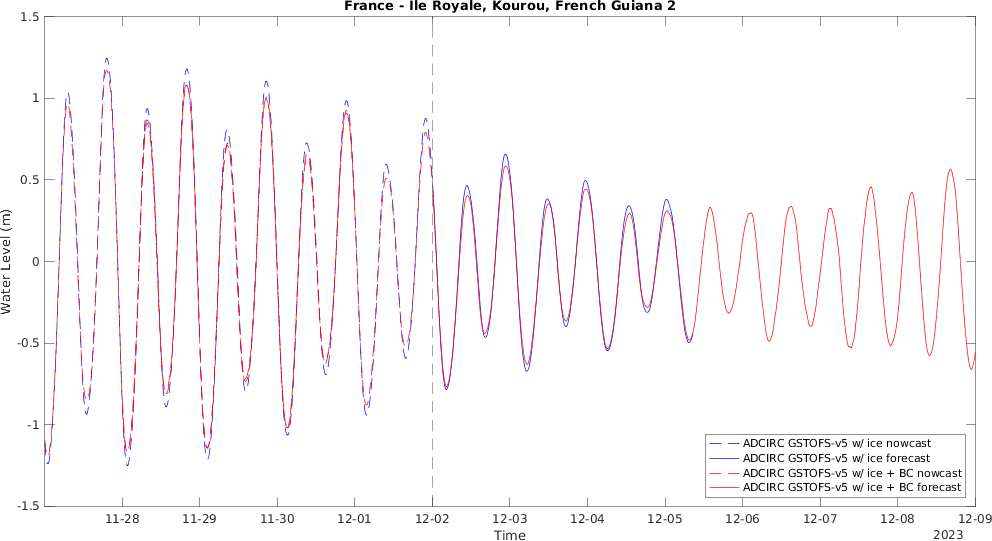 France - Ile Royale, Kourou, French Guiana 2
1.5
1
0.5
0
-0.5
-1
-1.5
Water Level (m)
11-28 11-29 11-30 12-01 12-02 12-03 12-04 12-05 12-06 12-07 12-08 12-09
Time
2023
ADCIRC GSTOFS-v5 w/ ice nowcast
ADCIRC GSTOFS-v5 w/ ice forecast
ADCIRC GSTOFS-v5 w/ ice + BC nowcast
ADCIRC GSTOFS-v5 w/ ice + BC forecast